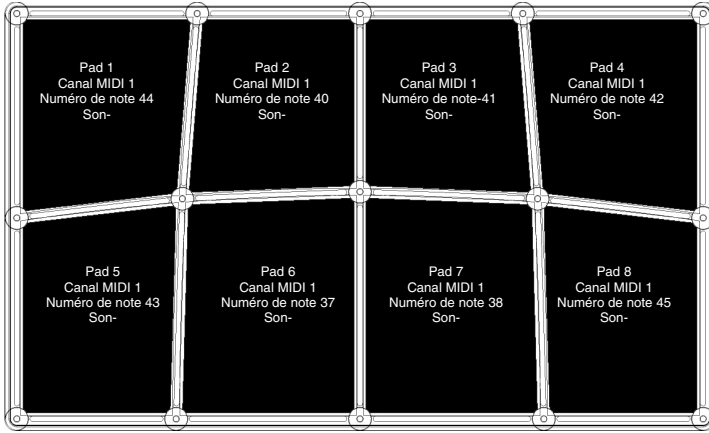 Pad 1
Canal MIDI 1
Numéro de note 44
Son-
Pad 2
Canal MIDI 1
Numéro de note 40
Son-
Pad 3
Canal MIDI 1
Numéro de note-41
Son-
Pad 4
Canal MIDI 1
Numéro de note 42
Son-
Pad 5
Canal MIDI 1
Numéro de note 43
Son-
Pad 6
Canal MIDI 1
Numéro de note 37
Son-
Pad 7
Canal MIDI 1
Numéro de note 38
Son-
Pad 8
Canal MIDI 1
Numéro de note 45
Son-